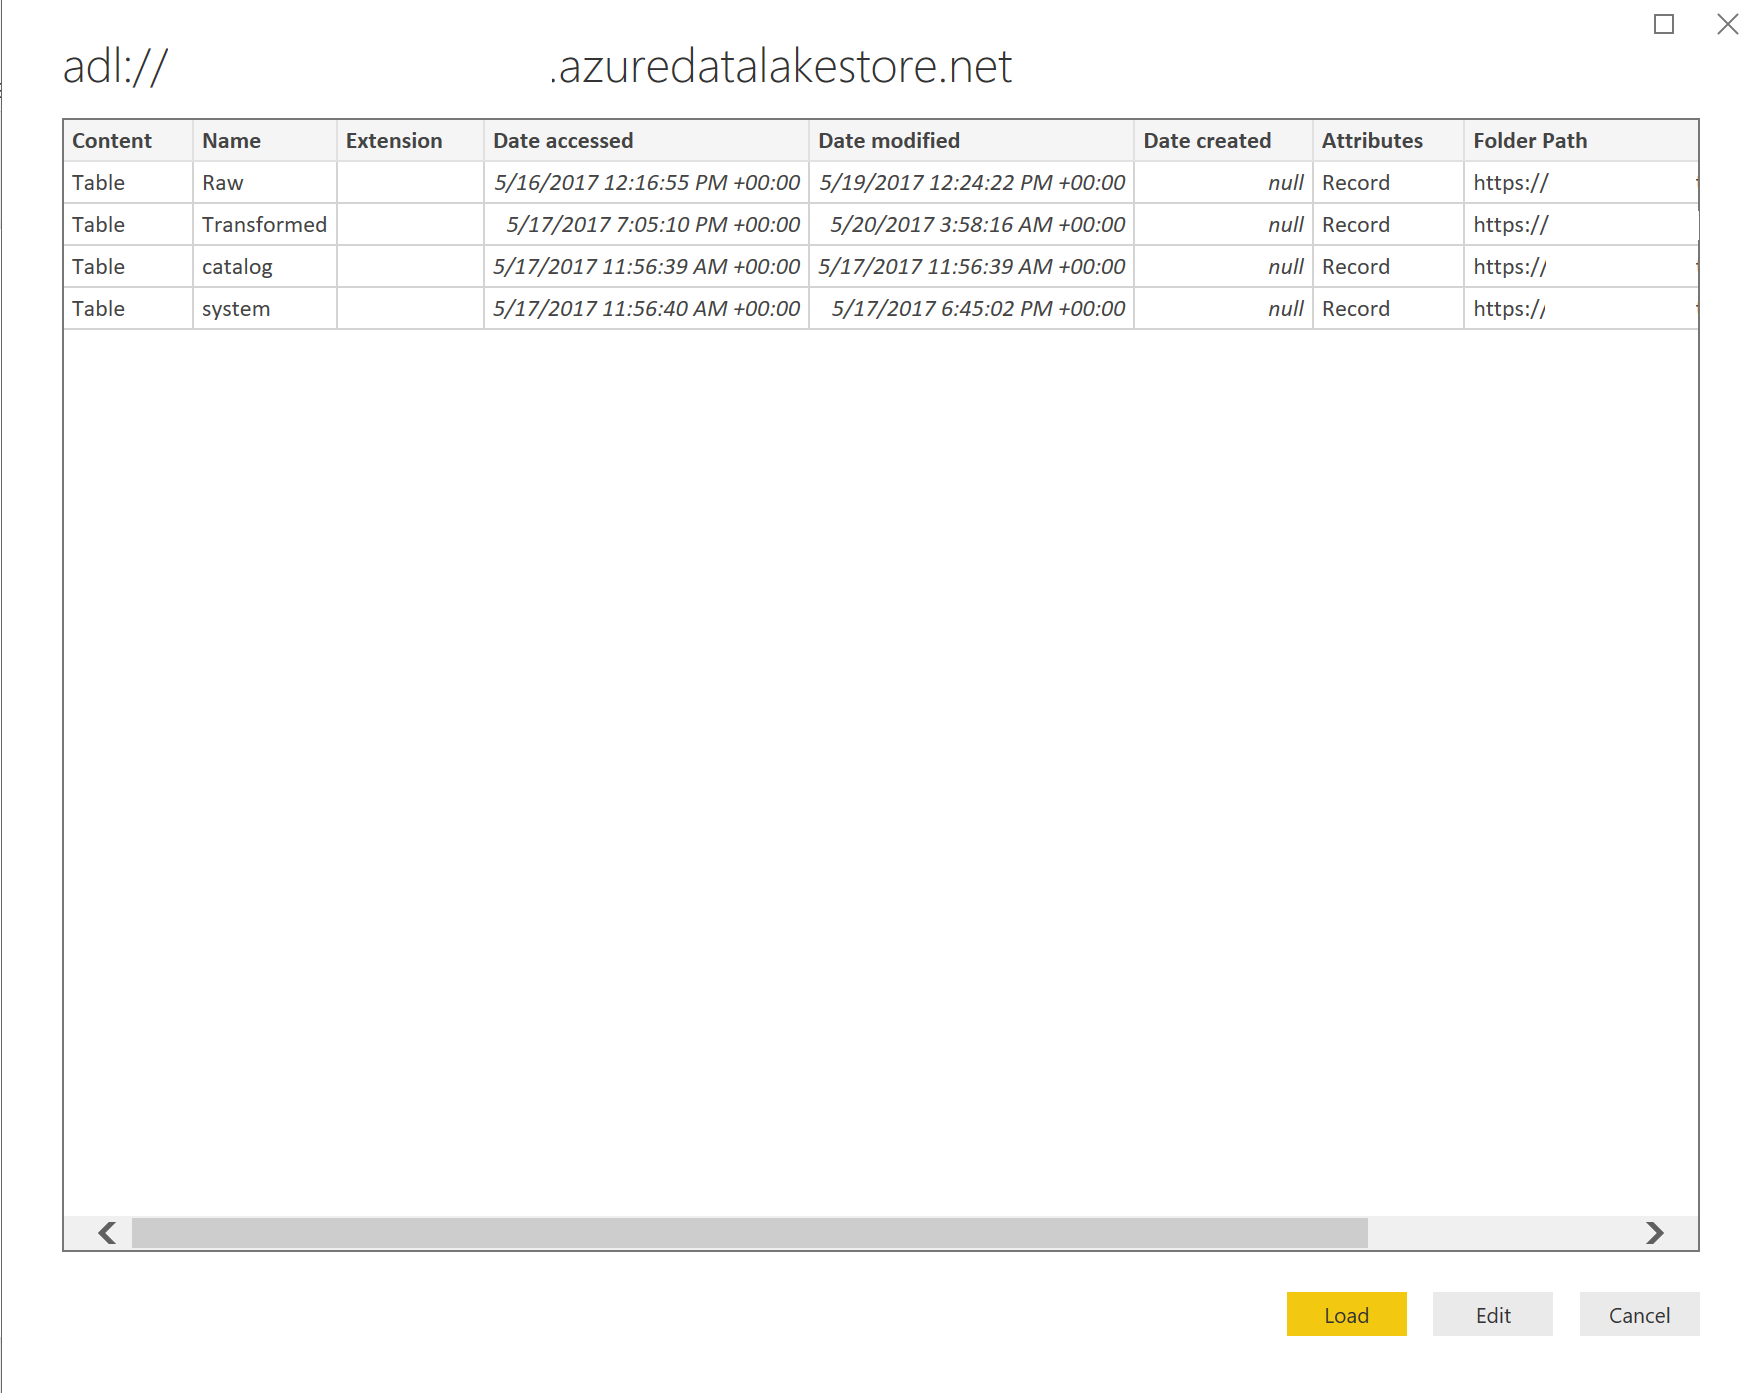 adl:// .azuredatalakestore.net
Content Name Extension Date accessed Date modified Date created Attributes Folder Path
Table Raw 5/16/2017 12:16:55 PM +00:00 5/19/2017 12:24:22 PM +00:00 null Record https://
Table Transformed 5/17/2017 7:05:10 PM +00:00 5/20/2017 3:58:16 AM +00:00 null Record https://
Table catalog 5/17/2017 11:56:39 AM +00:00 5/17/2017 11:56:39 AM +00:00 null Record https://
Table system 5/17/2017 11:56:40 AM +00:00 5/17/2017 6:45:02 PM +00:00 null Record https://
Load Edit Cancel